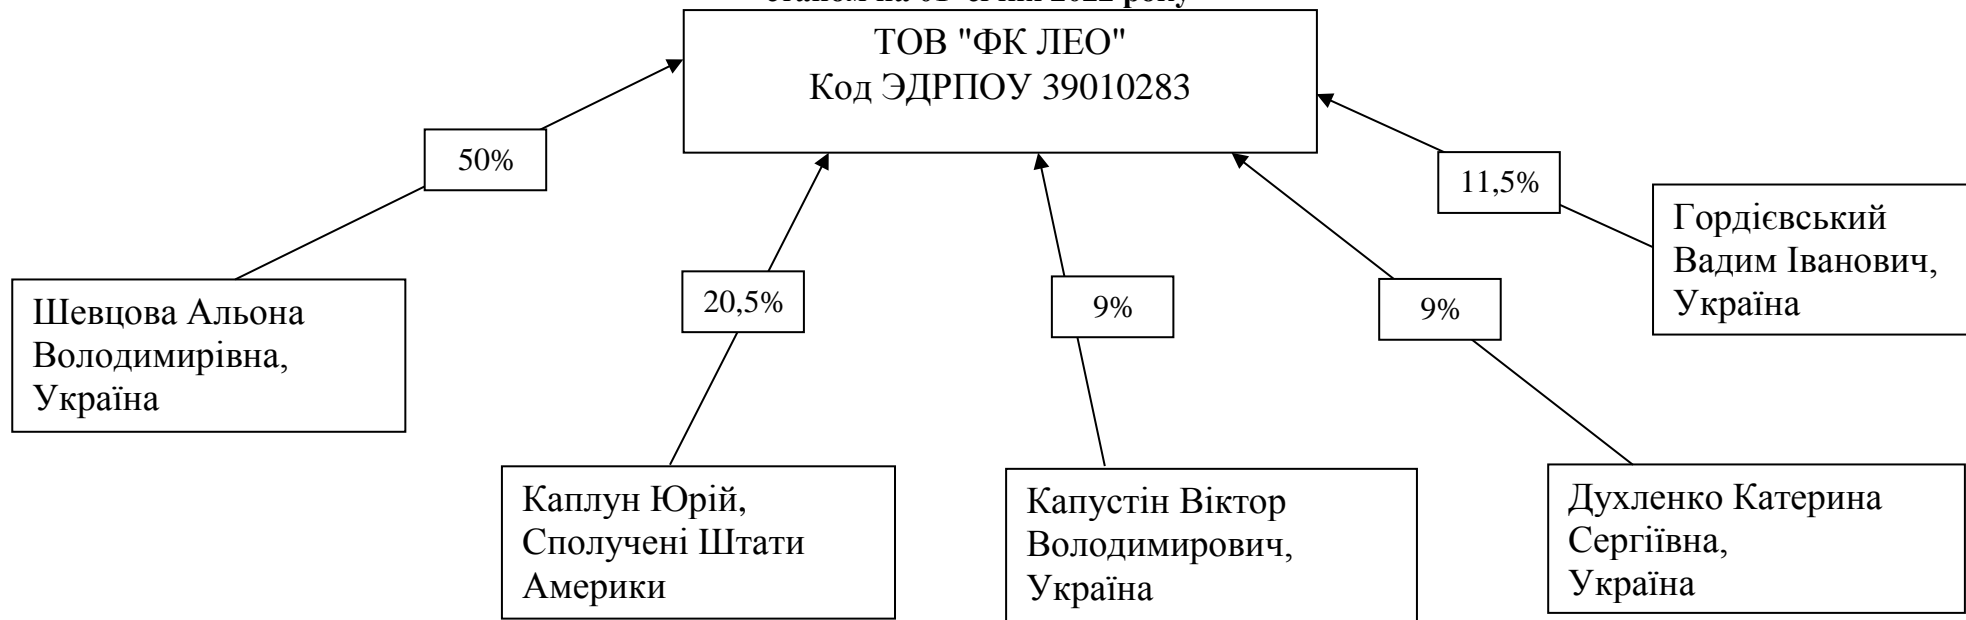 ТОВ "ФК ЛЕО"
Код ЭДРПОУ 39010283
50%
11,5%
Гордієвський
Вадим Іванович,
Україна
20,5%
9%
9%
Шевцова Альона
Володимирівна,
Україна
Каплун Юрій,
Сполучені Штати
Америки
Капустін Віктор
Володимирович,
Україна
Духленко Катерина
Сергіївна,
Україна